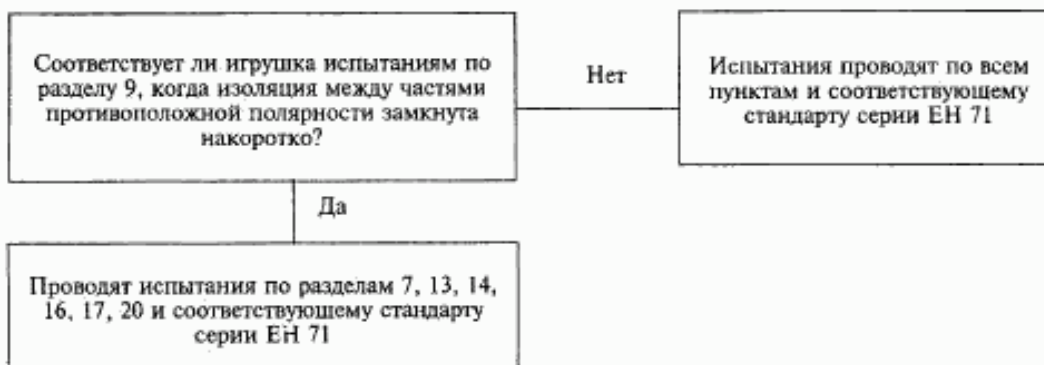 Соответствует ли игрушка испытаниям по
разделу 9, когда изоляция между частями
противоположной полярности замкнута
накоротко?
Нет
Испытания проводят по всем
пунктам и соответствующему
стандарту серии ЕН 71
Да
Проводят испытания по разделам 7, 13, 14,
16, 17, 20 и соответствующему стандарту
серии ЕН 71